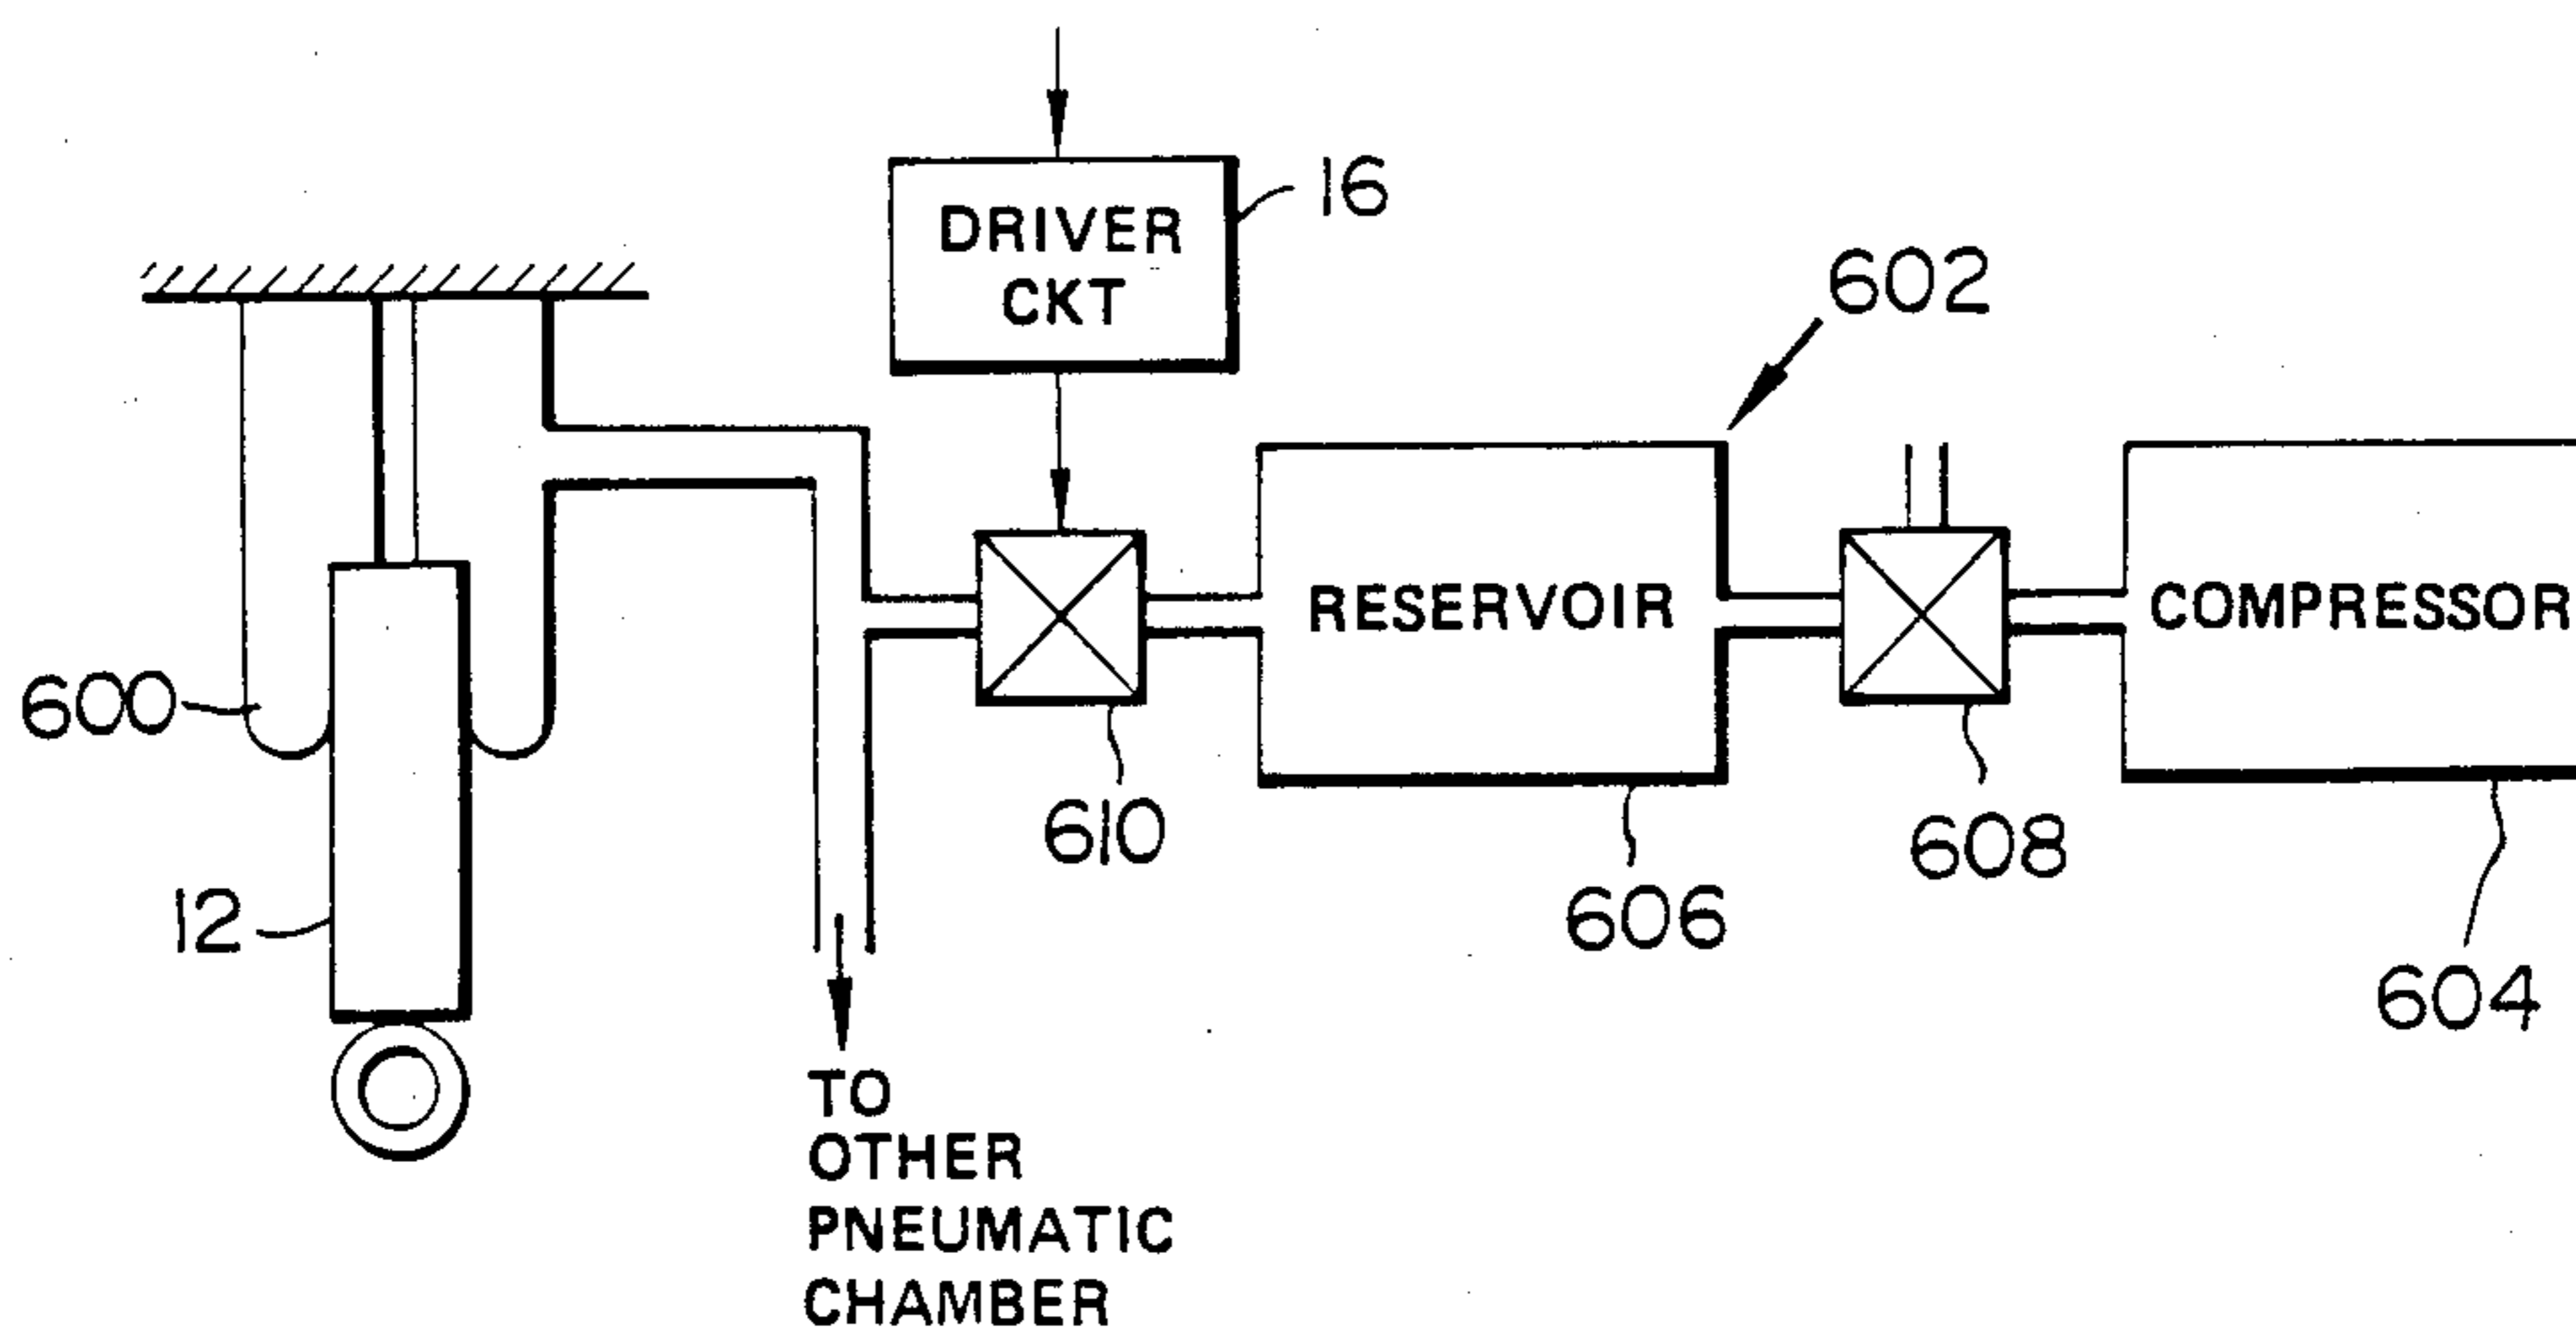 DRIVER
CKT
16
602
RESERVOIR
COMPRESSOR
600
610
608
606
12
604
TO
OTHER
PNEUMATIC
CHAMBER